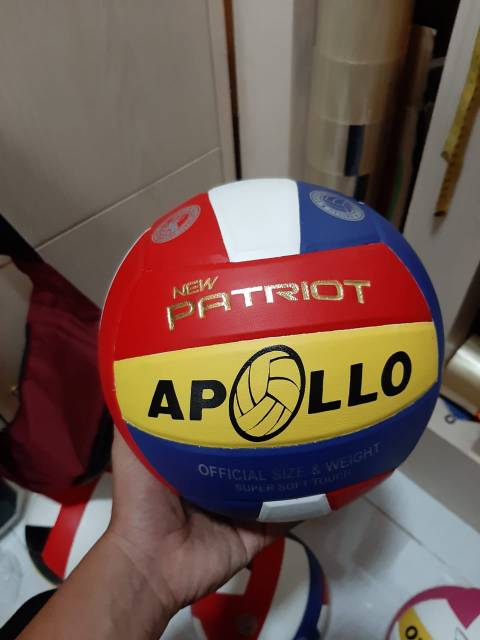 NEW
PATRIOT
APOLLO
OFFICIAL SIZE & WEIGHT
SUPER SOFT TOUCH